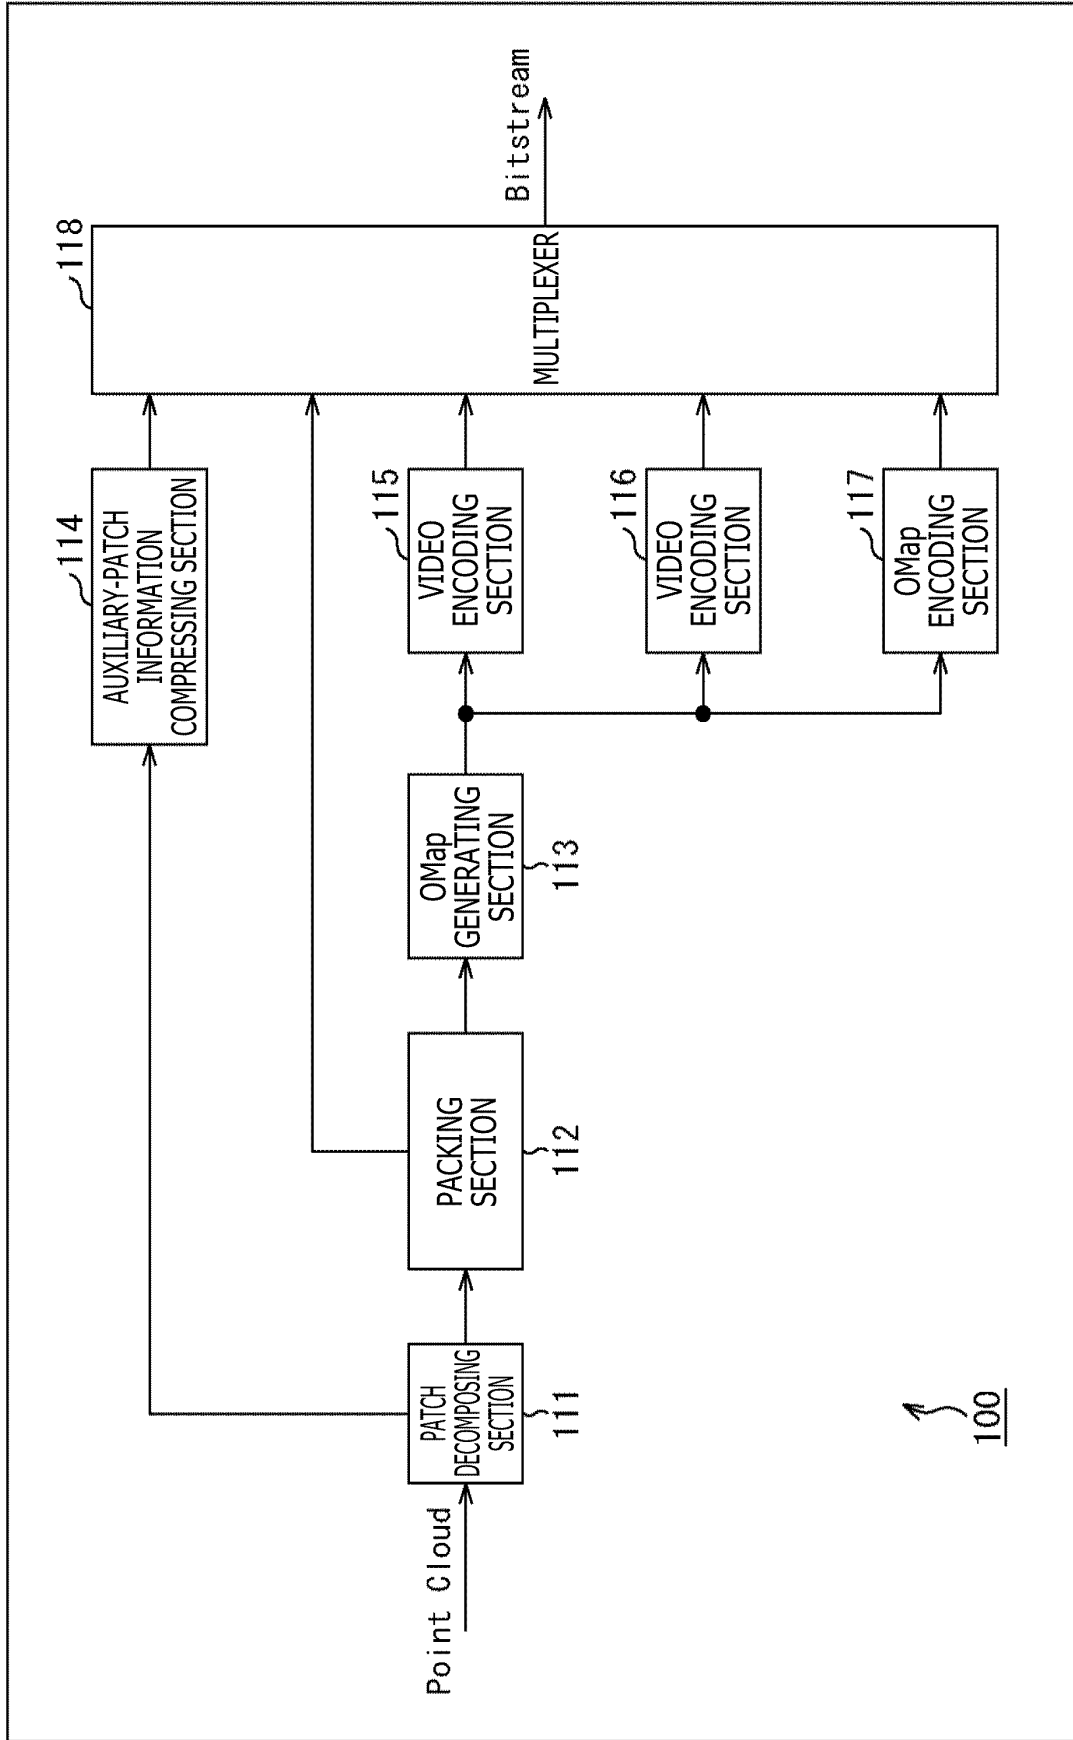 Point Cloud
PATCH
DECOMPOSING
SECTION
111
PACKING
SECTION
112
OMap
GENERATING
SECTION
113
AUXILIARY-PATCH
INFORMATION
COMPRESSING SECTION
114
VIDEO
ENCODING
SECTION
115
VIDEO
ENCODING
SECTION
116
OMap
ENCODING
SECTION
117
MULTIPLEXER
118
Bitstream
100